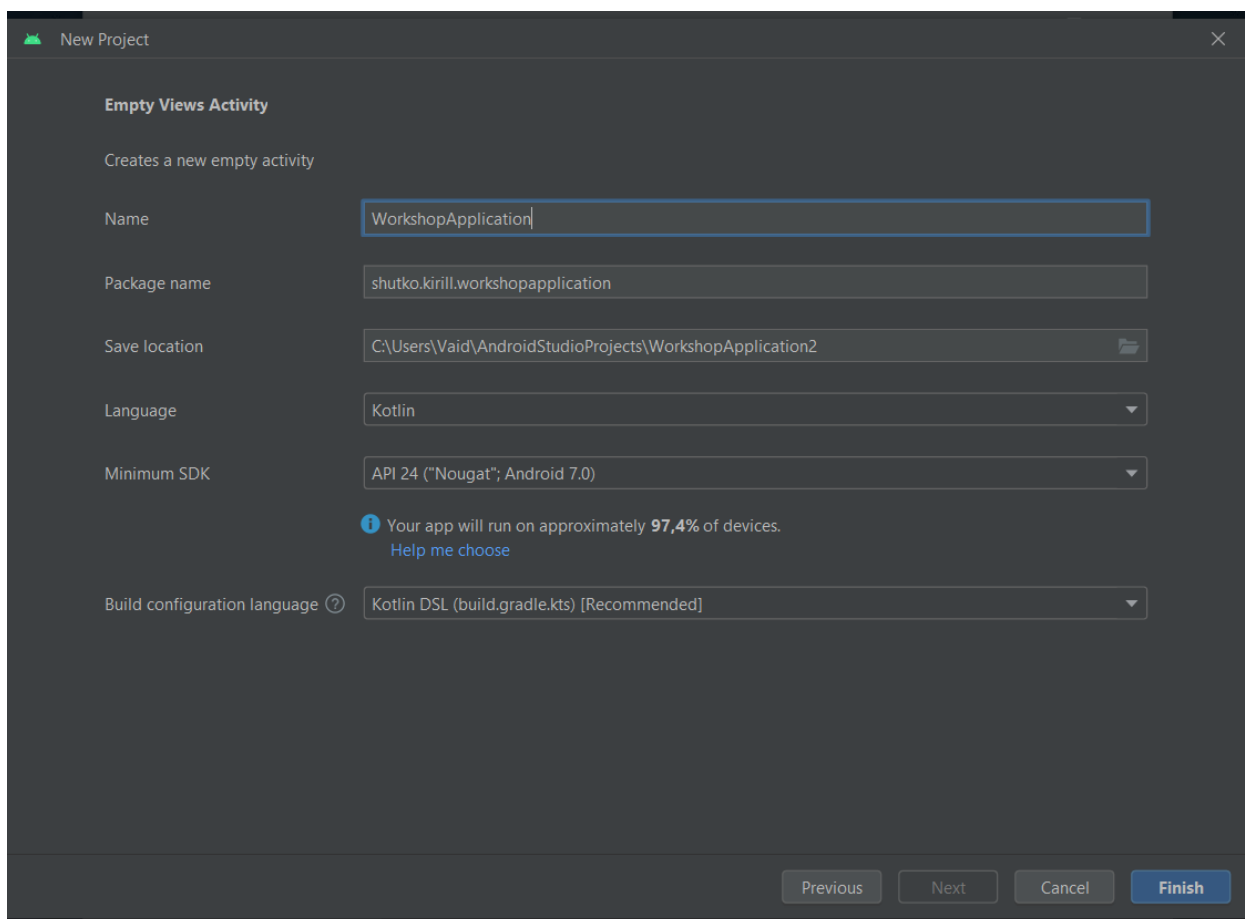 New Project
Empty Views Activity
Creates a new empty activity
Name WorkshopApplication
Package name shutko.kirill.workshopapplication
Save location C:\Users\Vaid\AndroidStudioProjects\WorkshopApplication2
Language Kotlin
Minimum SDK API 24 ("Nougat"; Android 7.0)
Your app will run on approximately 97,4% of devices.
Help me choose
Build configuration language Kotlin DSL (build.gradle.kts) [Recommended]
Previous Next Cancel Finish